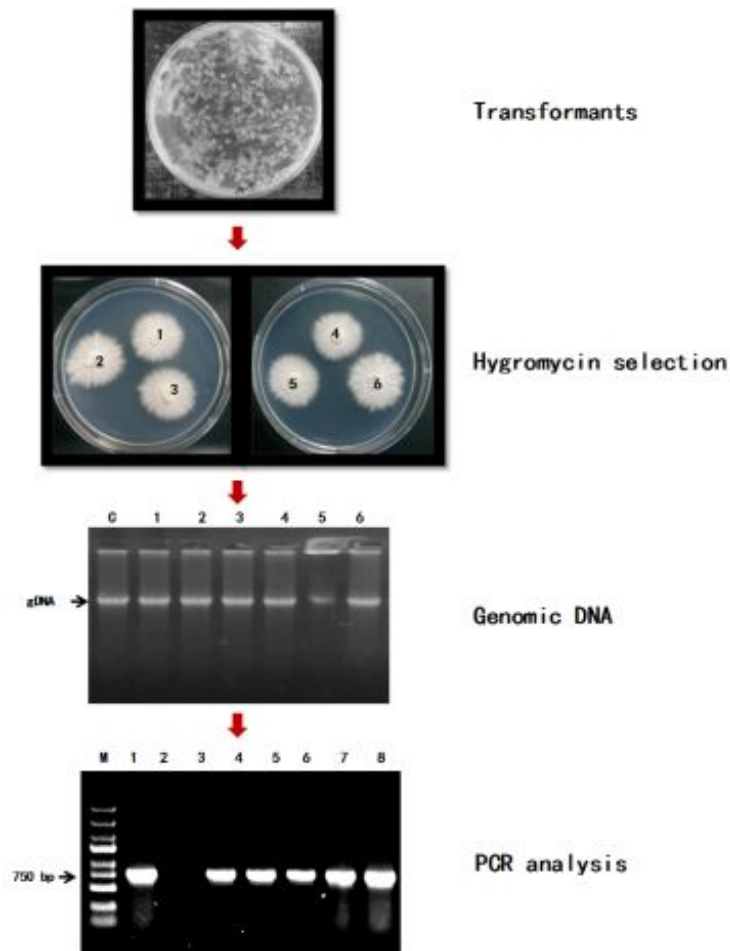 Transformants
1
2
3
4
5
6
Hygromycin selection
C 1 2 3 4 5 6
gDNA
Genomic DNA
M 1 2 3 4 5 6 7 8
750 bp
PCR analysis